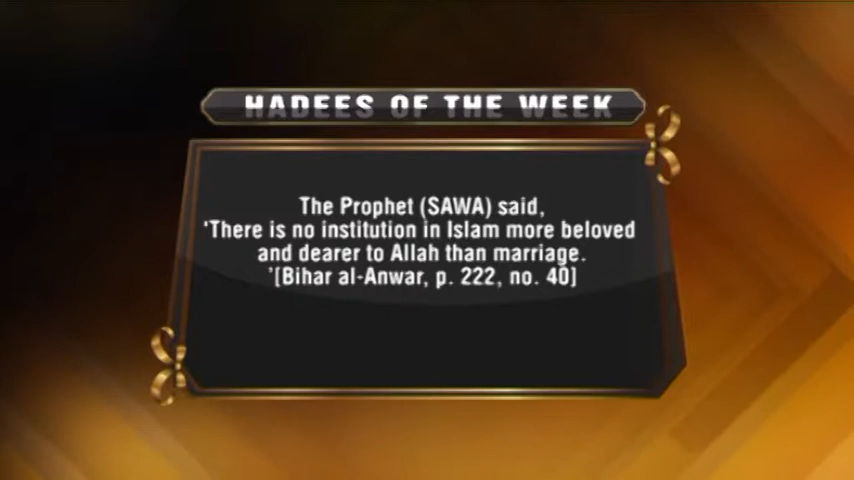 HADEES OF THE WEEK
The Prophet (SAWA) said,
'There is no institution in Islam more beloved
and dearer to Allah than marriage.
'[Bihar al-Anwar, p. 222, no. 40]